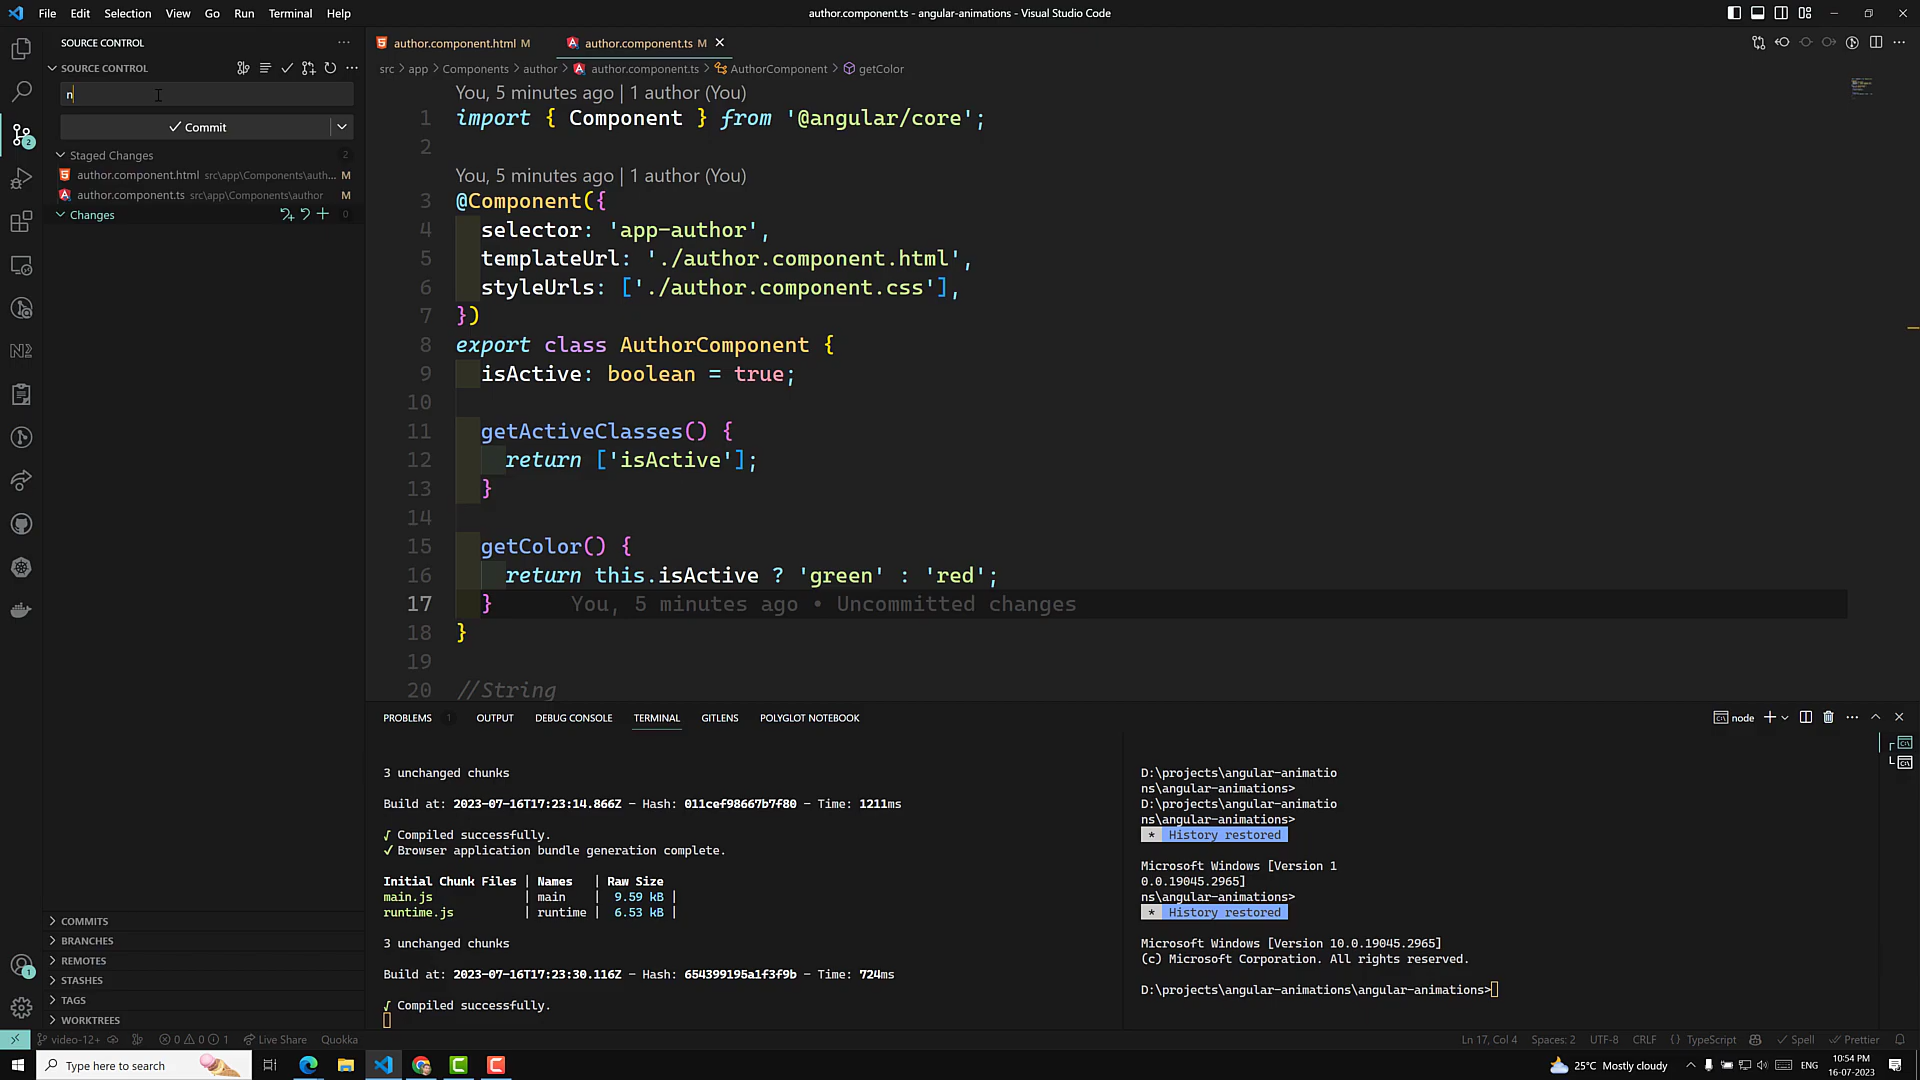 File Edit Selection View Go Run Terminal Help
author.component.ts - angular-animations - Visual Studio Code
SOURCE CONTROL
SOURCE CONTROL
n
Commit
Staged Changes 2
author.component.html src\app\Components\auth... M
author.component.ts src\app\Components\author M
Changes 0
COMMITS
BRANCHES
REMOTES
STASHES
TAGS
WORKTREES
author.component.html M
author.component.ts M
src > app > Components > author > author.component.ts > AuthorComponent > getColor
You, 5 minutes ago | 1 author (You)
1 import { Component } from '@angular/core';
2
You, 5 minutes ago | 1 author (You)
3 @Component({
4 selector: 'app-author',
5 templateUrl: './author.component.html',
6 styleUrls: ['./author.component.css'],
7 })
8 export class AuthorComponent {
9 isActive: boolean = true;
10
11 getActiveClasses() {
12 return ['isActive'];
13 }
14
15 getColor() {
16 return this.isActive ? 'green' : 'red';
17 } You, 5 minutes ago • Uncommitted changes
18 }
19
20 //String
PROBLEMS 1 OUTPUT DEBUG CONSOLE TERMINAL GITLENS POLYGLOT NOTEBOOK
node
3 unchanged chunks
Build at: 2023-07-16T17:23:14.866Z - Hash: 011cef98667b7f80 - Time: 1211ms
√ Compiled successfully.
✓ Browser application bundle generation complete.
Initial Chunk Files | Names | Raw Size
main.js | main | 9.59 kB |
runtime.js | runtime | 6.53 kB |
3 unchanged chunks
Build at: 2023-07-16T17:23:30.116Z - Hash: 654399195a1f3f9b - Time: 724ms
√ Compiled successfully.
D:\projects\angular-animatio
ns\angular-animations>
D:\projects\angular-animatio
ns\angular-animations>
* History restored
Microsoft Windows [Version 1
0.0.19045.2965]
ns\angular-animations>
* History restored
Microsoft Windows [Version 10.0.19045.2965]
(c) Microsoft Corporation. All rights reserved.
D:\projects\angular-animations\angular-animations>
video-12+ 0 0 1 Live Share Quokka
Ln 17, Col 4 Spaces: 2 UTF-8 CRLF { } TypeScript Spell Prettier
Type here to search
25°C Mostly cloudy ENG
10:54 PM
16-07-2023